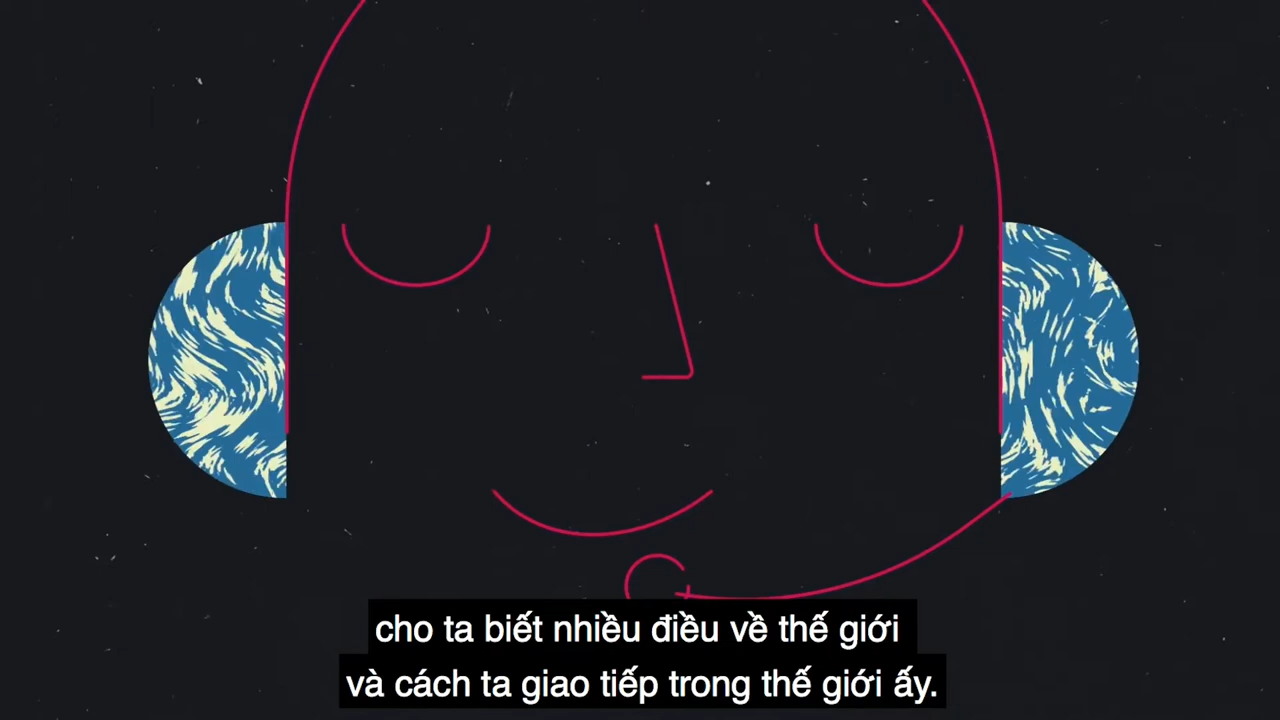 cho ta biết nhiều điều về thế giới
và cách ta giao tiếp trong thế giới ấy.